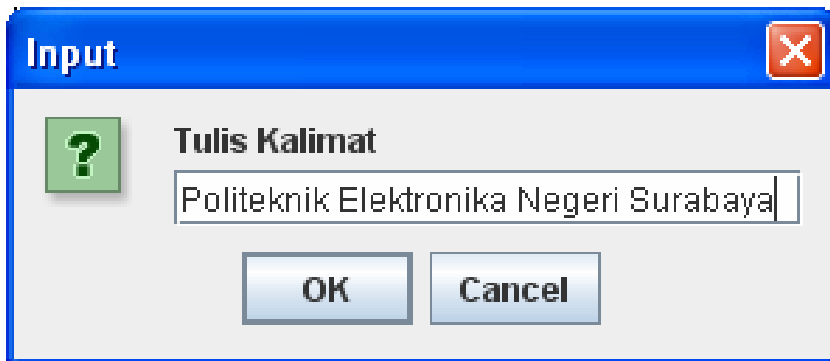 Input
Tulis Kalimat
Politeknik Elektronika Negeri Surabaya
OK Cancel